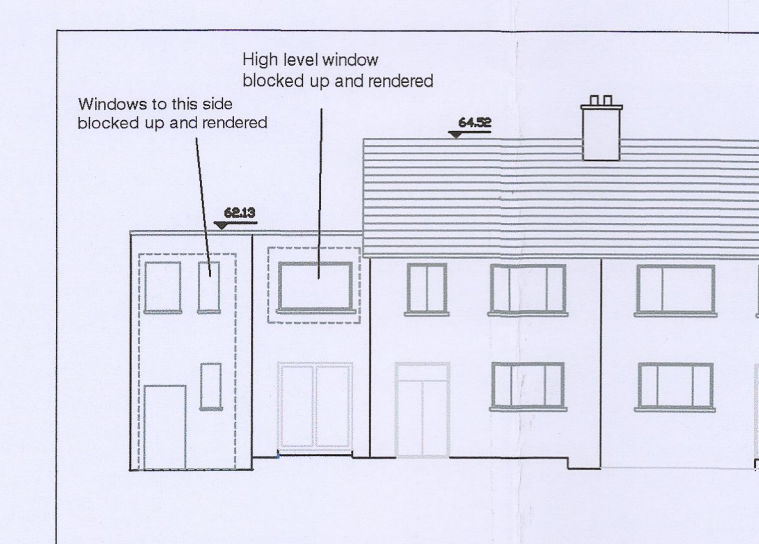 High level window
blocked up and rendered
Windows to this side
blocked up and rendered
64.52
62.13